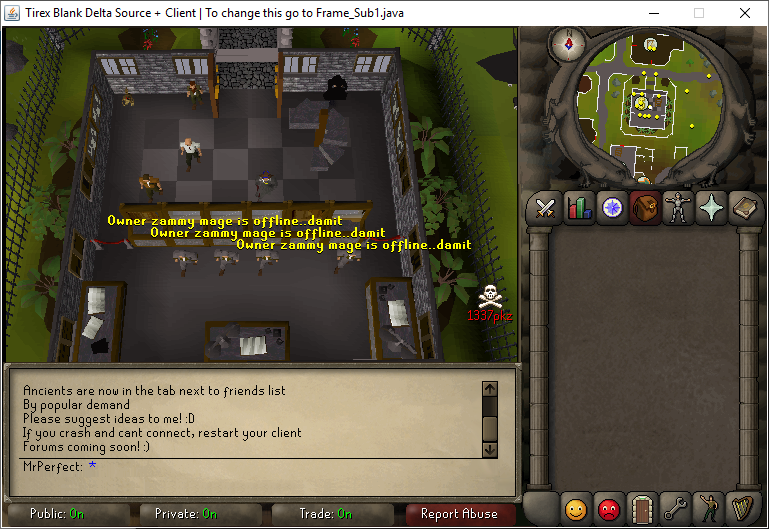 Tirex Blank Delta Source + Client | To change this go to Frame_Sub1.java
N
Owner zammy mage is offline..damit
Owner zammy mage is offline..damit
Owner zammy mage is offline..damit
1337pkz
Ancients are now in the tab next to friends list
By popular demand
Please suggest ideas to me! :D
If you crash and cant connect, restart your client
Forums coming soon! :)
MrPerfect: *
Public: On Private: On Trade: On Report Abuse